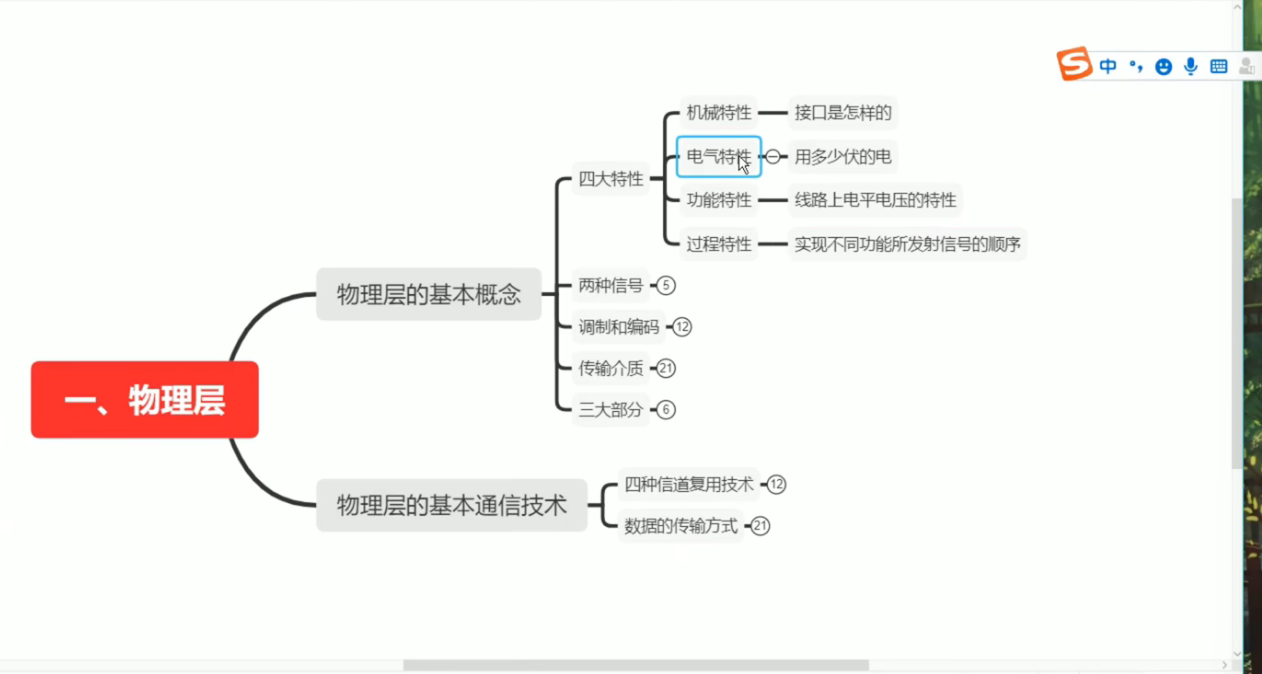 中
机械特性
接口是怎样的
电气特性
用多少伏的电
四大特性
功能特性
线路上电平电压的特性
过程特性
实现不同功能所发射信号的顺序
物理层的基本概念
两种信号
5
调制和编码
12
传输介质
21
三大部分
6
一、物理层
物理层的基本通信技术
四种信道复用技术
12
数据的传输方式
21